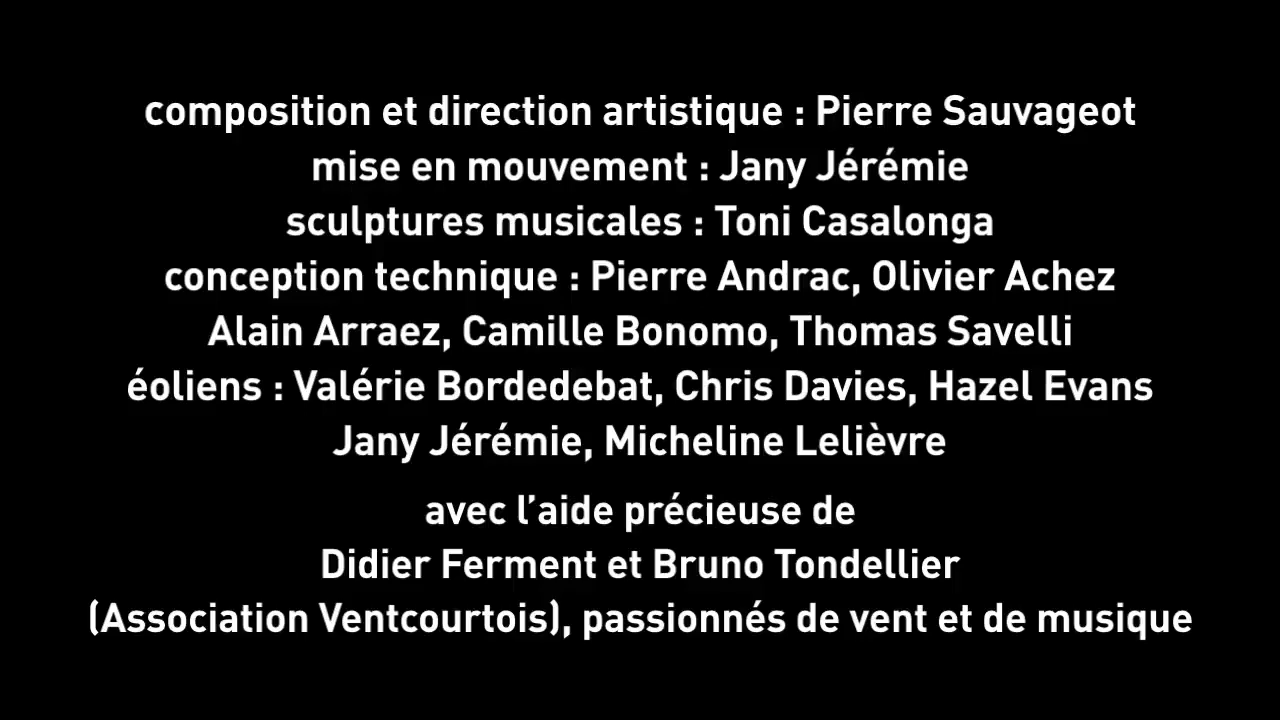 composition et direction artistique : Pierre Sauvageot
mise en mouvement : Jany Jérémie
sculptures musicales : Toni Casalonga
conception technique : Pierre Andrac, Olivier Achez
Alain Arraez, Camille Bonomo, Thomas Savelli
éoliens : Valérie Bordedebat, Chris Davies, Hazel Evans
Jany Jérémie, Micheline Lelièvre
avec l’aide précieuse de
Didier Ferment et Bruno Tondellier
(Association Ventcourtois), passionnés de vent et de musique